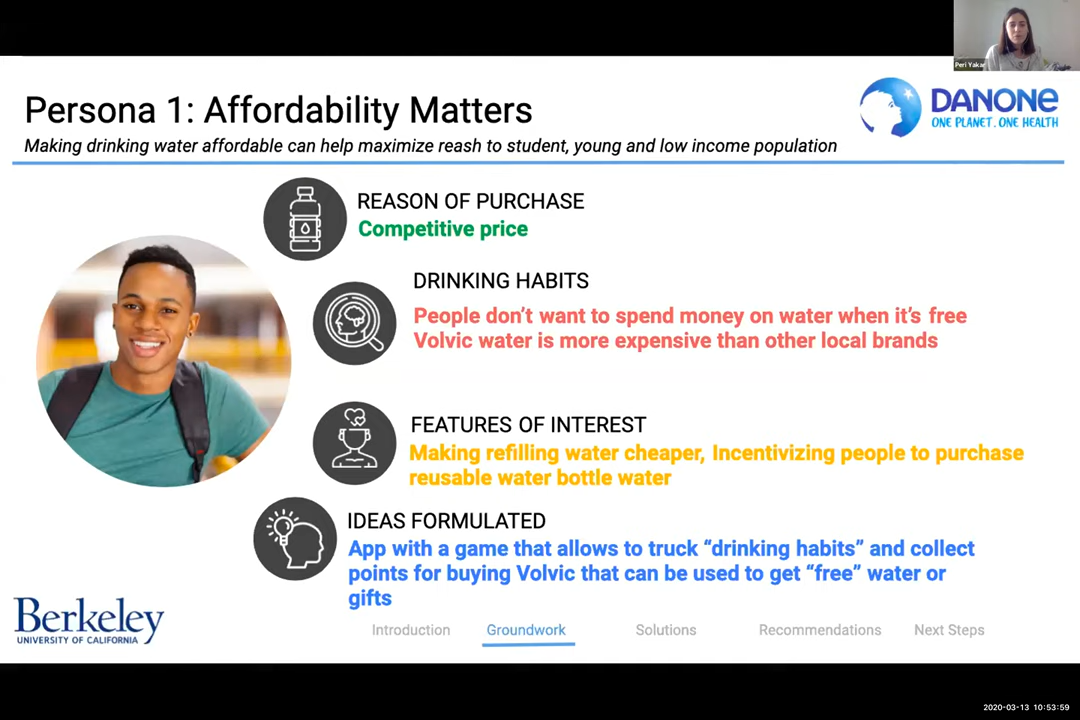 Peri Yakar
Persona 1: Affordability Matters
DANONE
ONE PLANET. ONE HEALTH
Making drinking water affordable can help maximize reash to student, young and low income population
REASON OF PURCHASE
Competitive price
DRINKING HABITS
People don’t want to spend money on water when it’s free
Volvic water is more expensive than other local brands
FEATURES OF INTEREST
Making refilling water cheaper, Incentivizing people to purchase
reusable water bottle water
IDEAS FORMULATED
App with a game that allows to truck “drinking habits” and collect
points for buying Volvic that can be used to get “free” water or
gifts
Berkeley
UNIVERSITY OF CALIFORNIA
Introduction
Groundwork
Solutions
Recommendations
Next Steps
2020-03-13 10:53:59